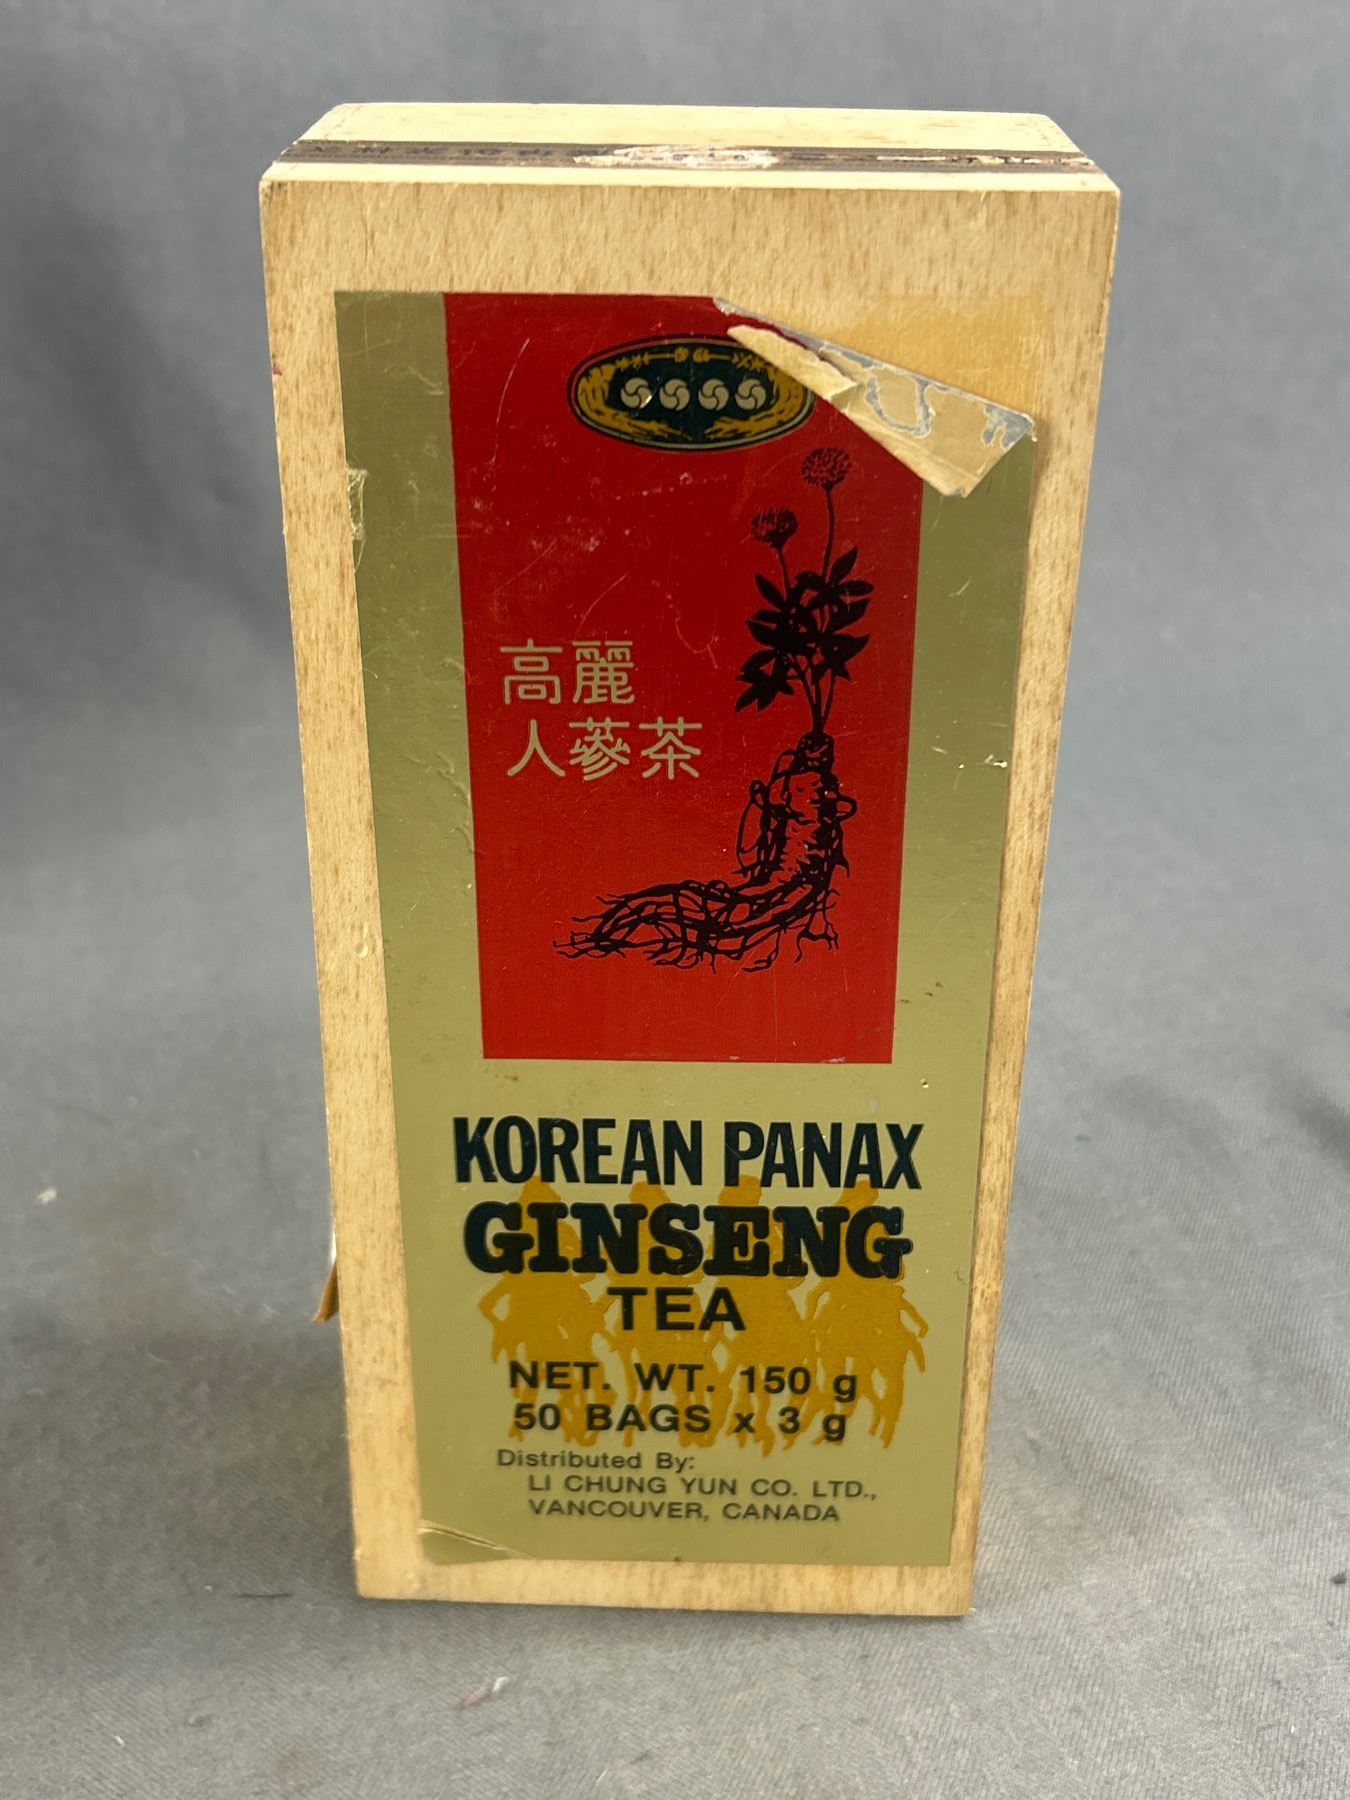 高麗
人蔘茶
KOREAN PANAX
GINSENG
TEA
NET. WT. 150 g
50 BAGS x 3 g
Distributed By:
LI CHUNG YUN CO. LTD.,
VANCOUVER, CANADA